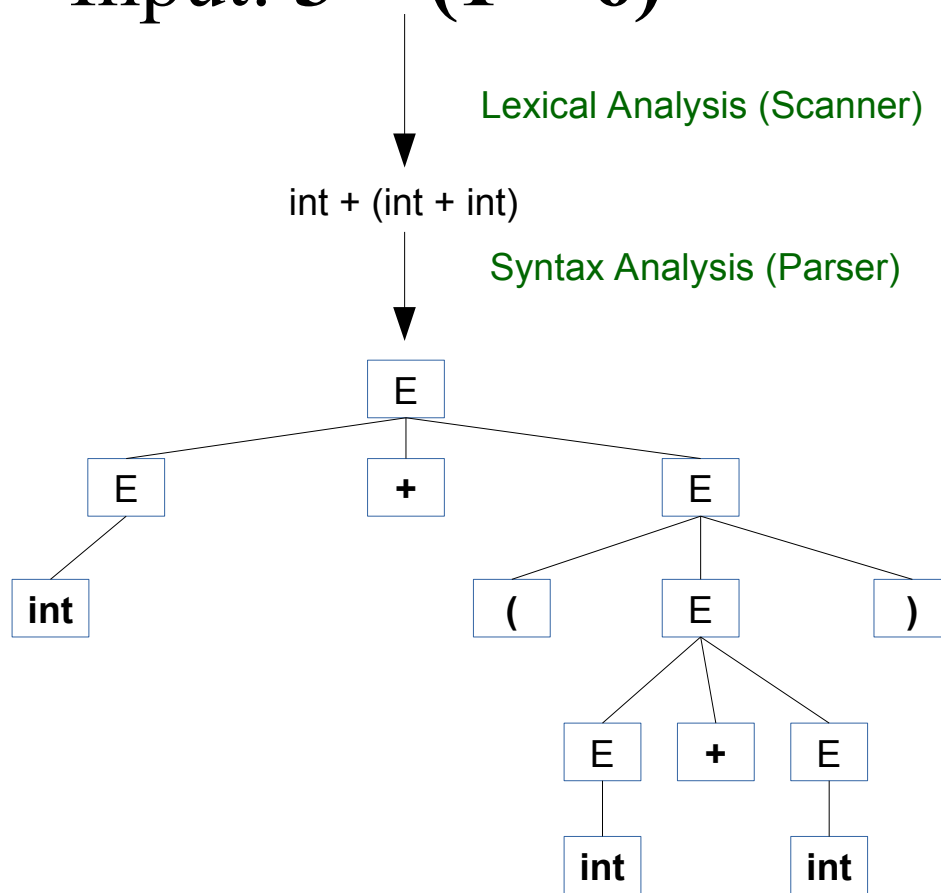 Lexical Analysis (Scanner)
int + (int + int)
Syntax Analysis (Parser)
E
E + E
int ( E )
E + E
int int